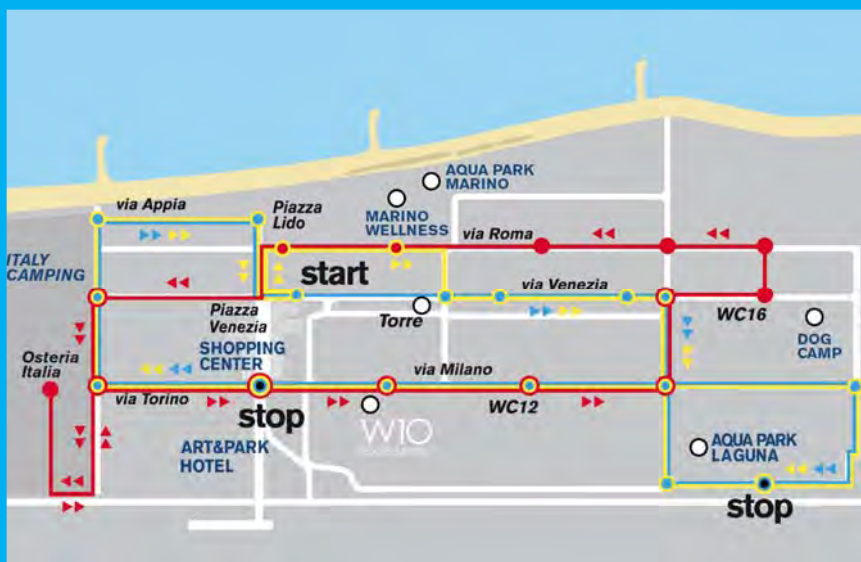 via Appia
Piazza
Lido
AQUA PARK
MARINO
MARINO
WELLNESS
via Roma
ITALY
CAMPING
start
via Venezia
Piazza
Venezia
Torre
WC16
SHOPPING
CENTER
DOG
CAMP
Osteria
Italia
via Milano
via Torino
stop
WC12
W10
ART&PARK
HOTEL
AQUA PARK
LAGUNA
stop